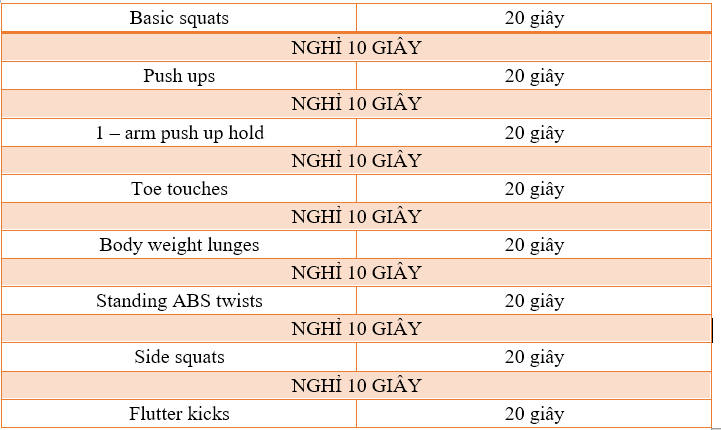 Basic squats 20 giây
NGHỈ 10 GIÂY
Push ups 20 giây
NGHỈ 10 GIÂY
1 – arm push up hold 20 giây
NGHỈ 10 GIÂY
Toe touches 20 giây
NGHỈ 10 GIÂY
Body weight lunges 20 giây
NGHỈ 10 GIÂY
Standing ABS twists 20 giây
NGHỈ 10 GIÂY
Side squats 20 giây
NGHỈ 10 GIÂY
Flutter kicks 20 giây